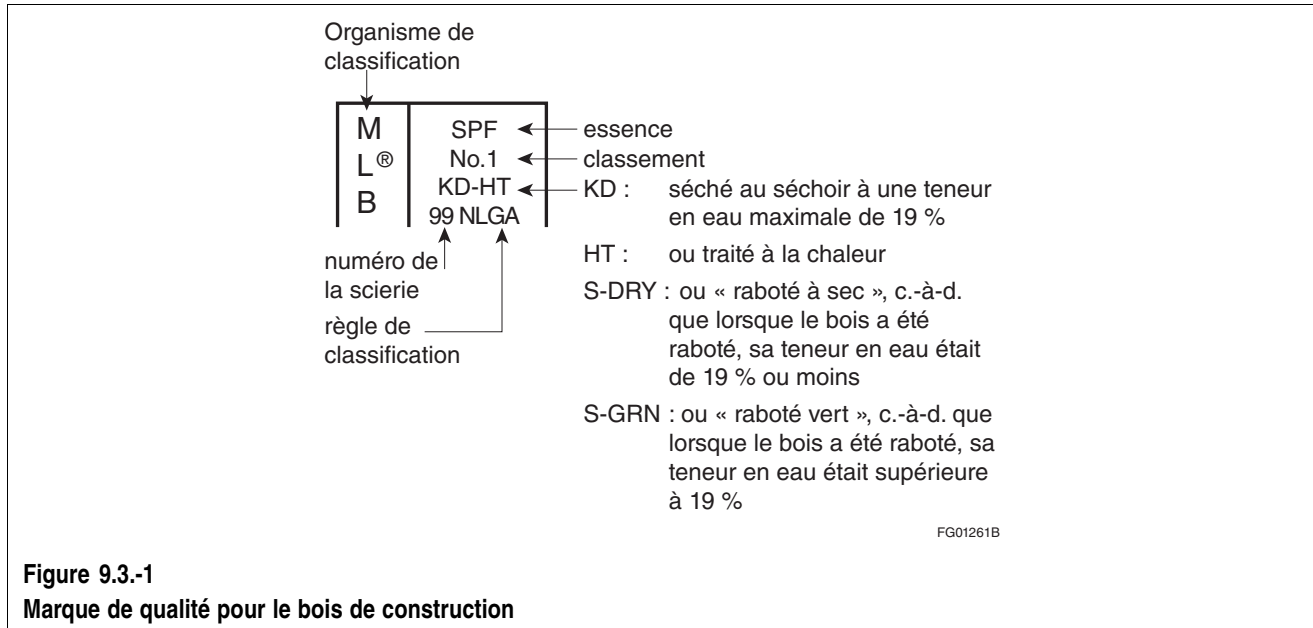 Organisme de
classification
M
L®
B
SPF
No.1
KD-HT
99 NLGA
essence
classement
KD : séché au séchoir à une teneur
en eau maximale de 19 %
HT : ou traité à la chaleur
S-DRY : ou « raboté à sec », c.-à-d.
que lorsque le bois a été
raboté, sa teneur en eau était
de 19 % ou moins
S-GRN : ou « raboté vert », c.-à-d. que
lorsque le bois a été raboté, sa
teneur en eau était supérieure
à 19 %
numéro de
la scierie
règle de
classification
FG01261B
Figure 9.3.-1
Marque de qualité pour le bois de construction